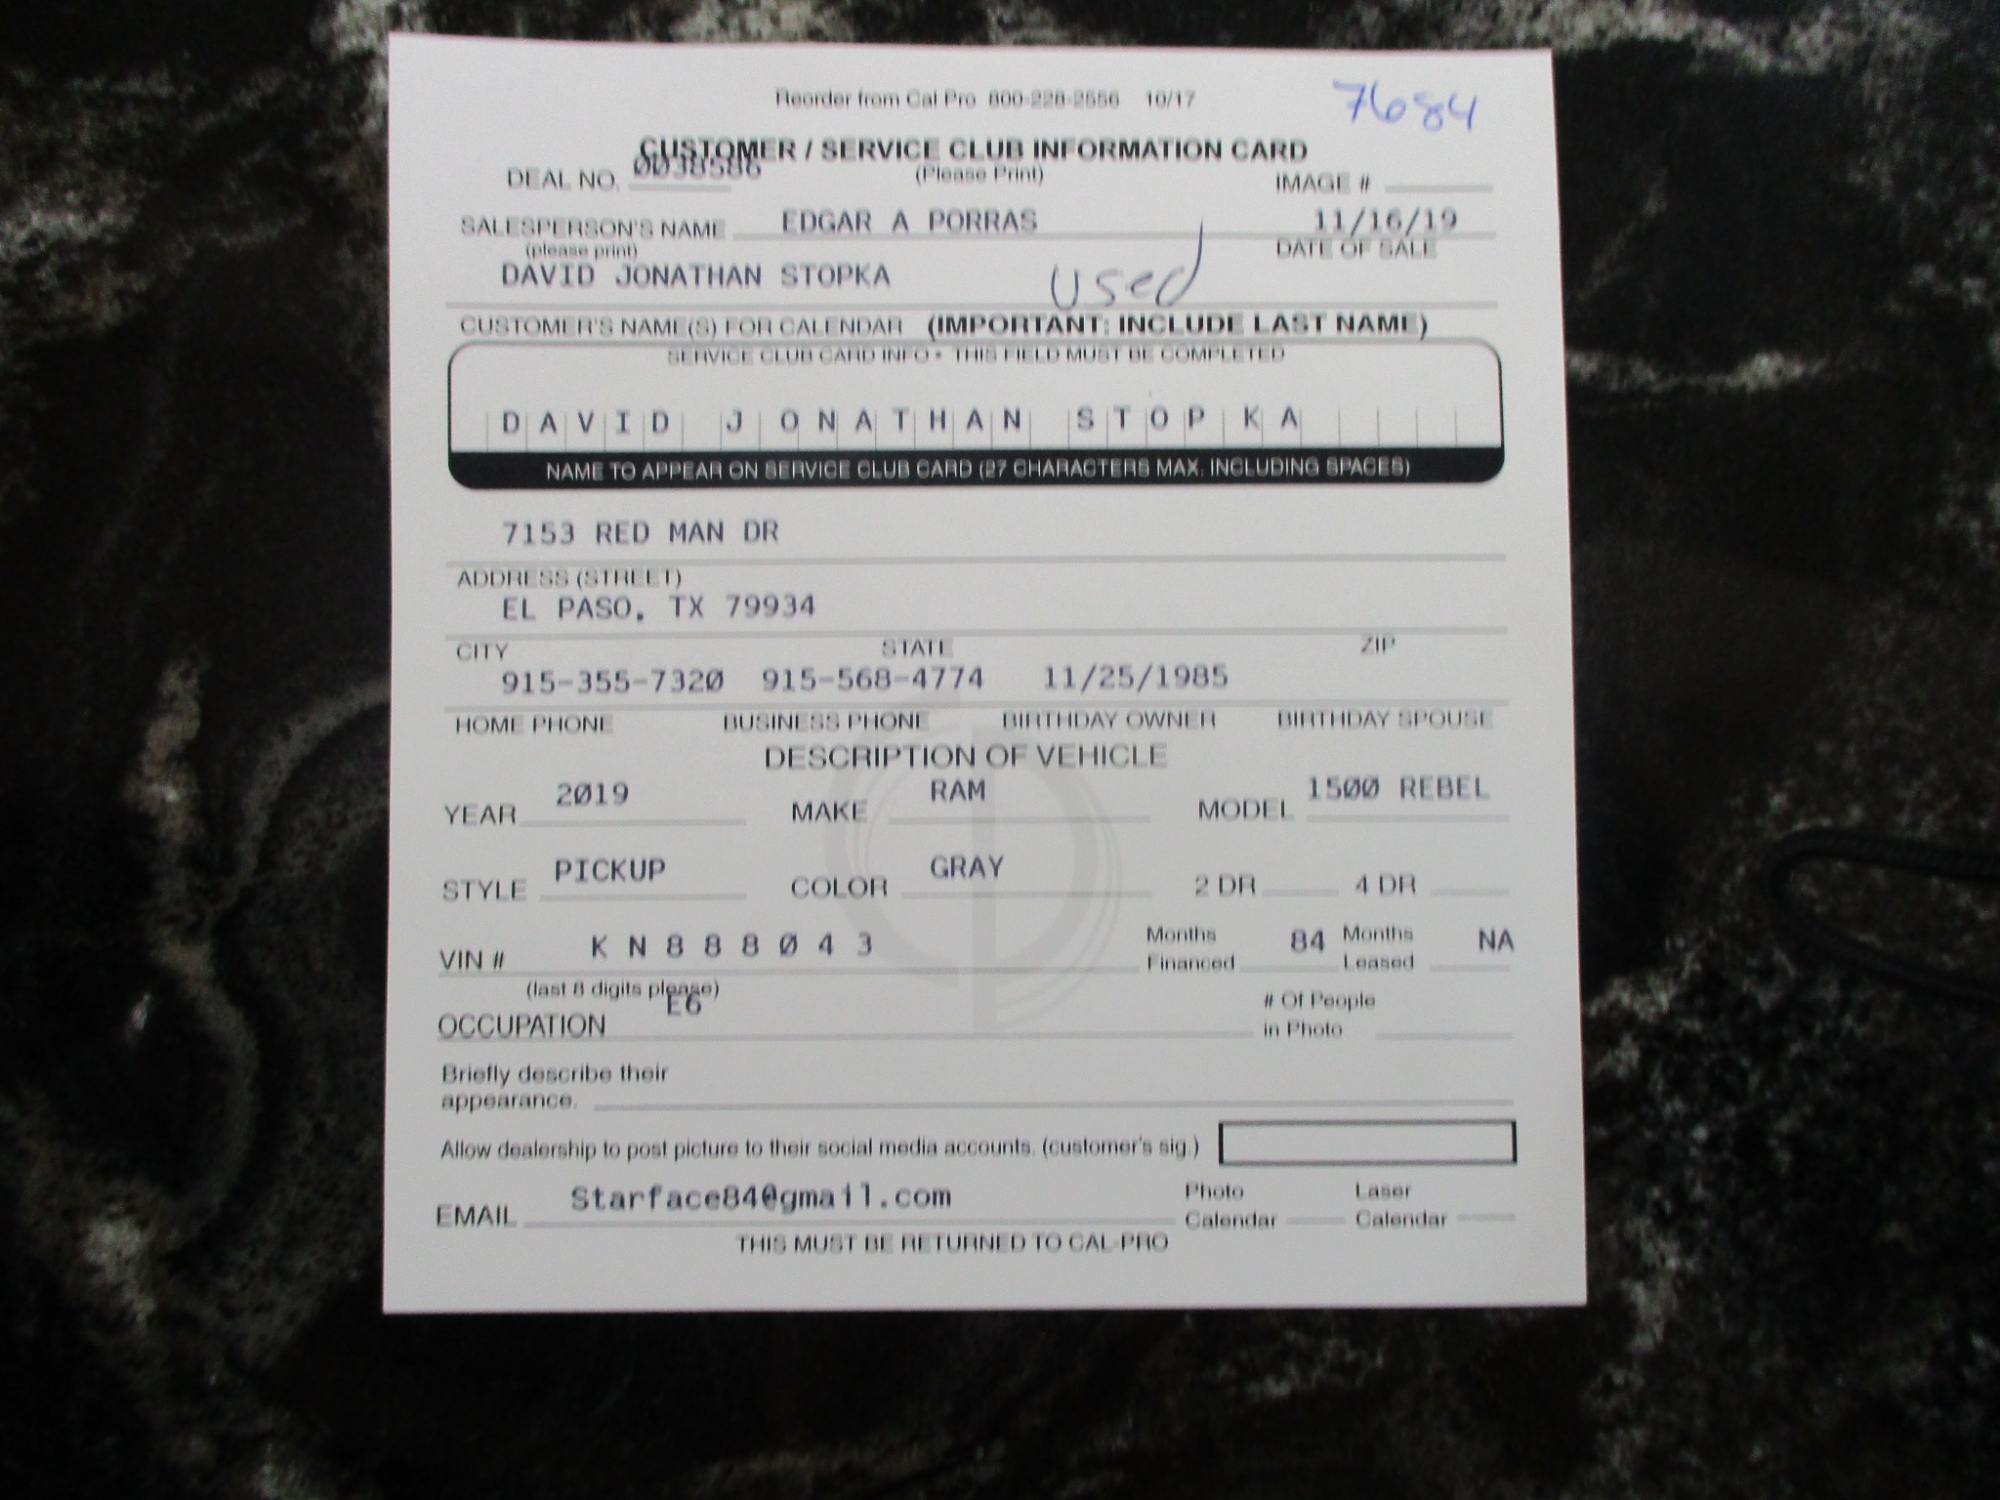 Reorder from Cal Pro 800-228-2556 10/17
7684
CUSTOMER / SERVICE CLUB INFORMATION CARD
DEAL NO. 0038586 (Please Print) IMAGE #
SALESPERSON'S NAME EDGAR A PORRAS 11/16/19
(please print) DATE OF SALE
DAVID JONATHAN STOPKA used
CUSTOMER'S NAME(S) FOR CALENDAR (IMPORTANT: INCLUDE LAST NAME)
SERVICE CLUB CARD INFO • THIS FIELD MUST BE COMPLETED
DAVID JONATHAN STOPKA
NAME TO APPEAR ON SERVICE CLUB CARD (27 CHARACTERS MAX. INCLUDING SPACES)
7153 RED MAN DR
ADDRESS (STREET)
EL PASO, TX 79934
CITY STATE ZIP
915-355-7320 915-568-4774 11/25/1985
HOME PHONE BUSINESS PHONE BIRTHDAY OWNER BIRTHDAY SPOUSE
DESCRIPTION OF VEHICLE
YEAR 2019 MAKE RAM MODEL 1500 REBEL
STYLE PICKUP COLOR GRAY 2 DR 4 DR
VIN # KN888043 Months Financed 84 Months Leased NA
(last 8 digits please)
OCCUPATION E6 # Of People in Photo
Briefly describe their
appearance.
Allow dealership to post picture to their social media accounts. (customer's sig.)
EMAIL Starface84@gmail.com Photo Calendar Laser Calendar
THIS MUST BE RETURNED TO CAL-PRO